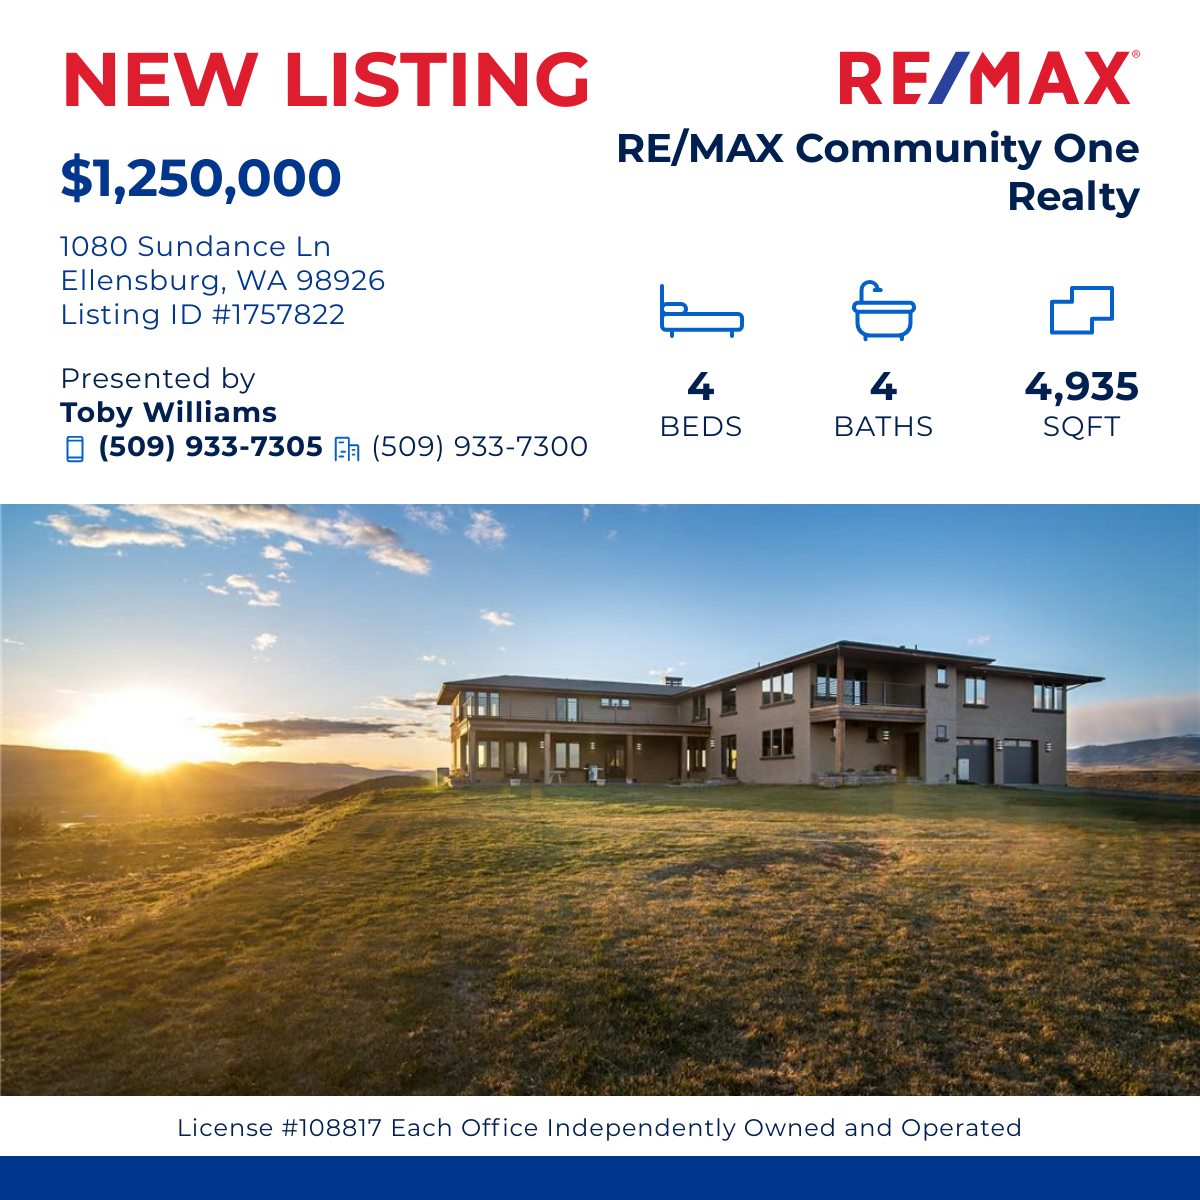 NEW LISTING
RE/MAX®
RE/MAX Community One
Realty
$1,250,000
1080 Sundance Ln
Ellensburg, WA 98926
Listing ID #1757822
Presented by
Toby Williams
(509) 933-7305 (509) 933-7300
4
BEDS
4
BATHS
4,935
SQFT
License #108817 Each Office Independently Owned and Operated